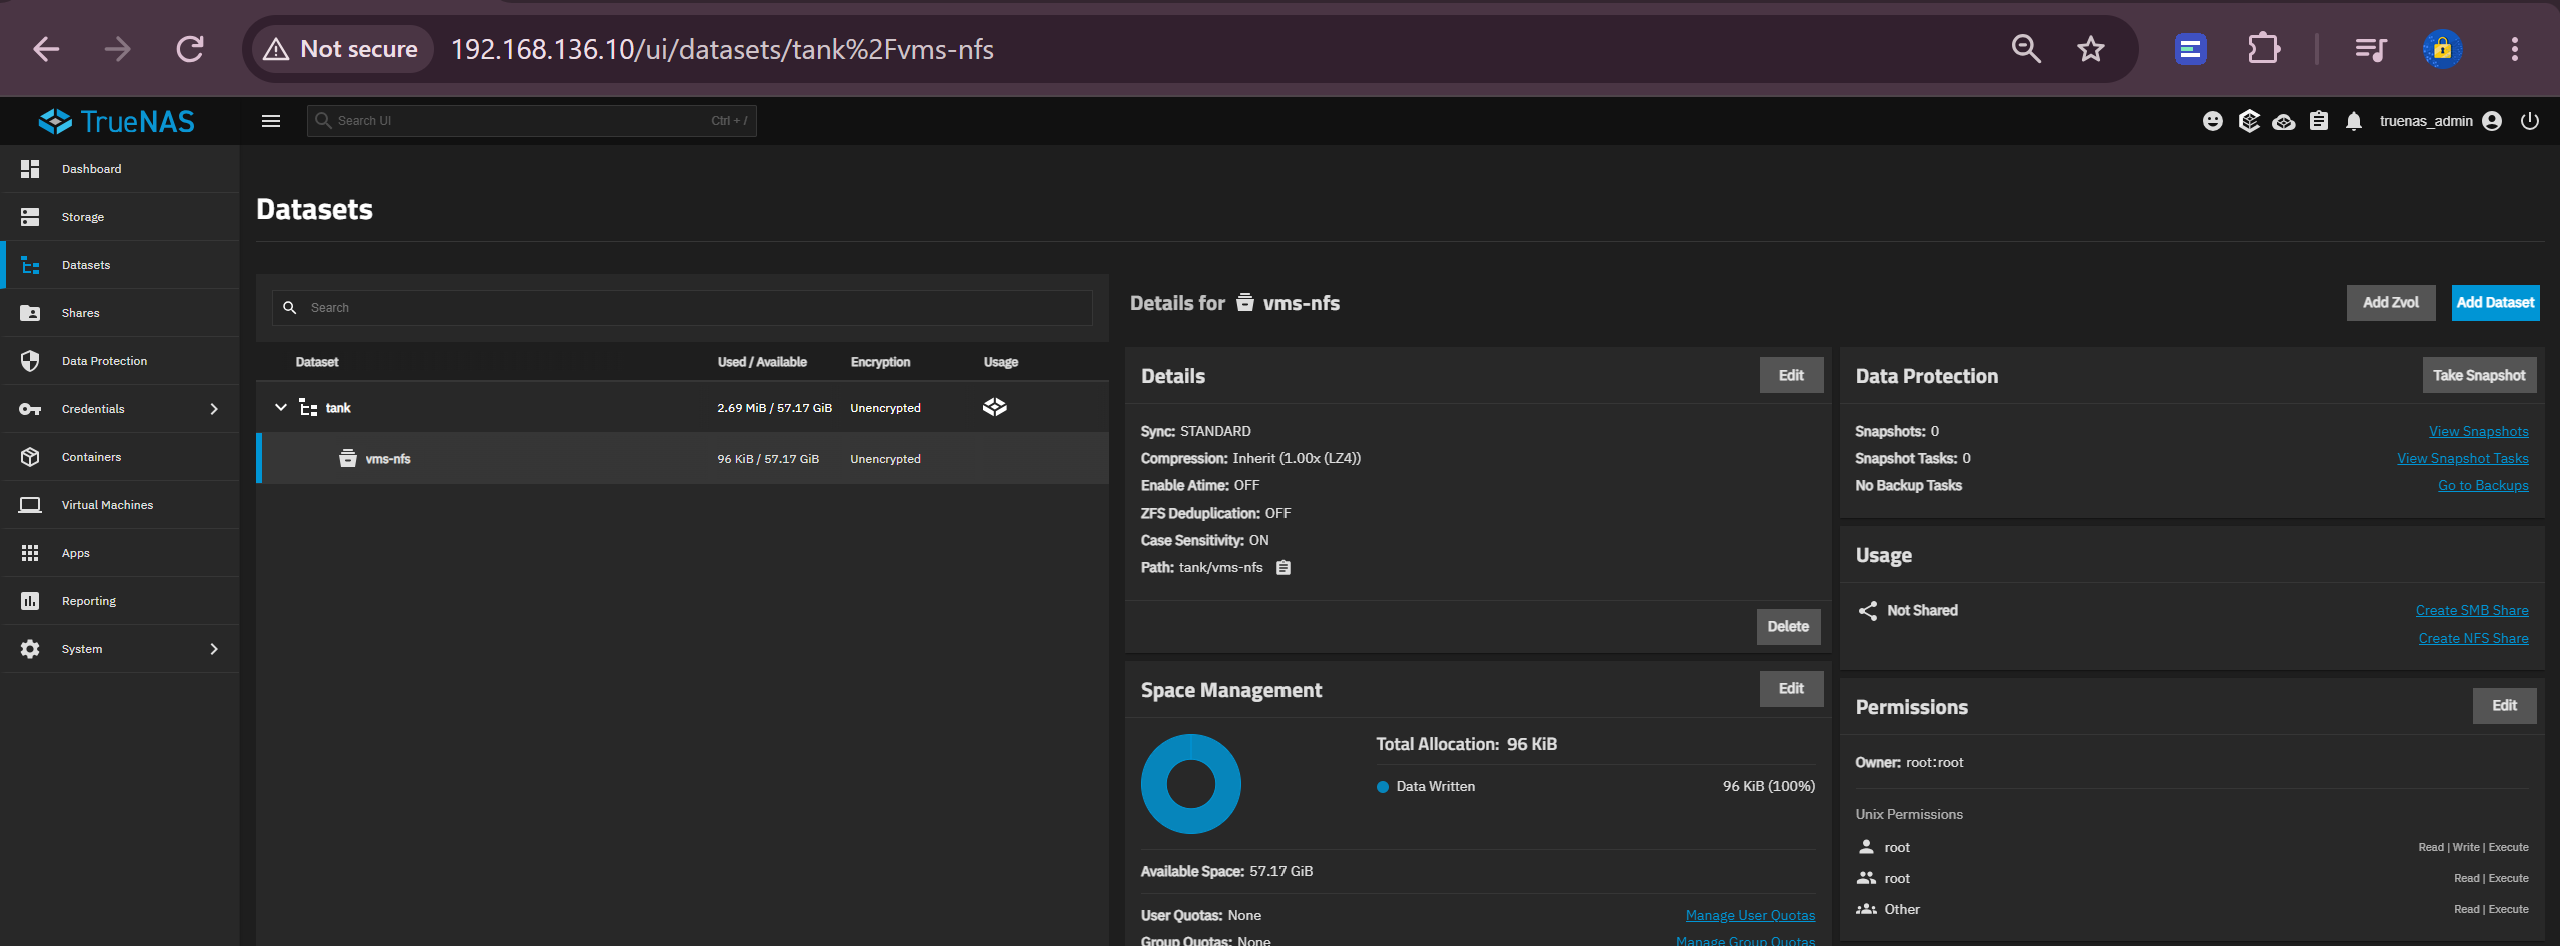 Not secure 192.168.136.10/ui/datasets/tank%2Fvms-nfs
TrueNAS
Search UI Ctrl + /
truenas_admin
Dashboard
Storage
Datasets
Shares
Data Protection
Credentials
Containers
Virtual Machines
Apps
Reporting
System
Datasets
Search
Dataset Used / Available Encryption Usage
tank 2.69 MiB / 57.17 GiB Unencrypted
vms-nfs 96 KiB / 57.17 GiB Unencrypted
Details for vms-nfs
Add Zvol Add Dataset
Details Edit
Sync: STANDARD
Compression: Inherit (1.00x (LZ4))
Enable Atime: OFF
ZFS Deduplication: OFF
Case Sensitivity: ON
Path: tank/vms-nfs
Delete
Space Management Edit
Total Allocation: 96 KiB
Data Written 96 KiB (100%)
Available Space: 57.17 GiB
User Quotas: None Manage User Quotas
Group Quotas: None Manage Group Quotas
Data Protection Take Snapshot
Snapshots: 0 View Snapshots
Snapshot Tasks: 0 View Snapshot Tasks
No Backup Tasks Go to Backups
Usage
Not Shared Create SMB Share
Create NFS Share
Permissions Edit
Owner: root:root
Unix Permissions
root Read | Write | Execute
root Read | Execute
Other Read | Execute